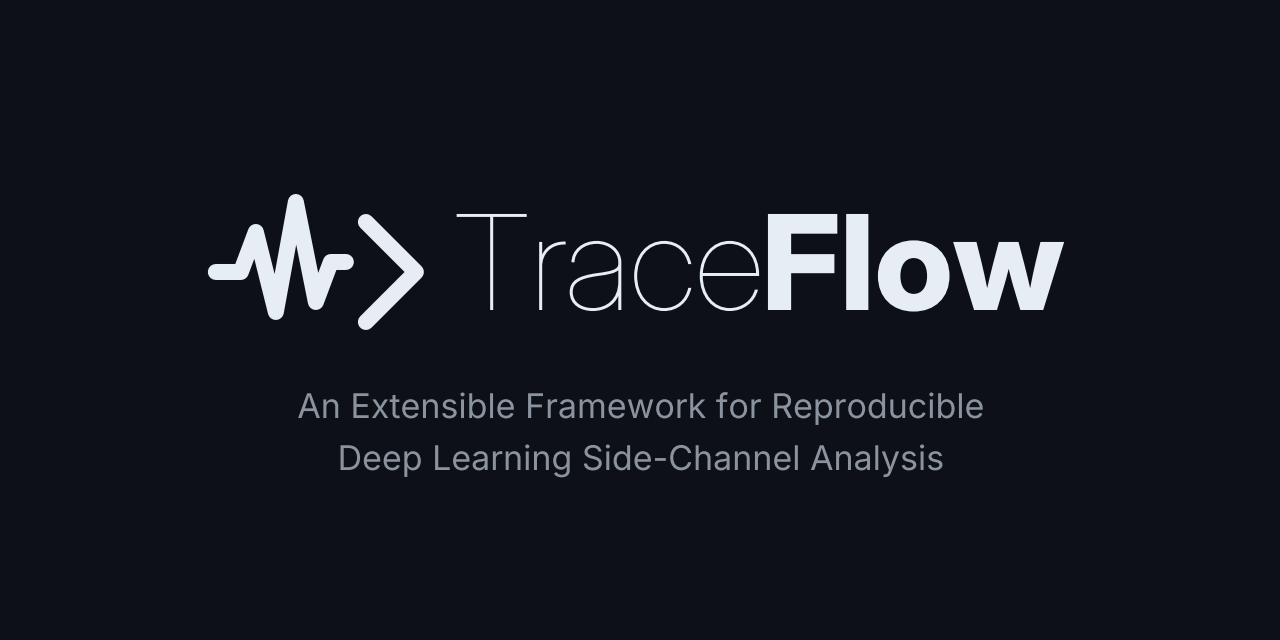 TraceFlow
An Extensible Framework for Reproducible
Deep Learning Side-Channel Analysis